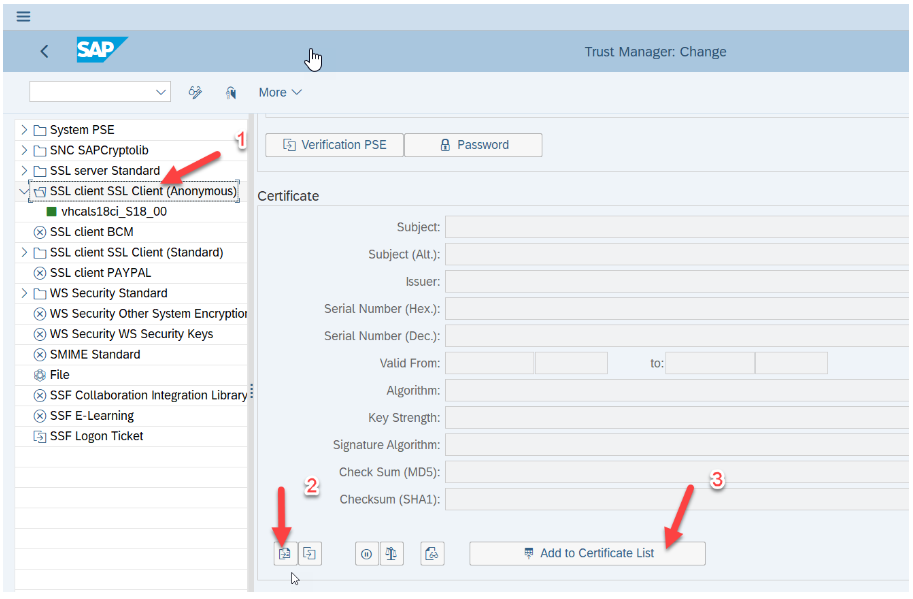 SAP
Trust Manager: Change
More
System PSE
SNC SAPCryptolib
SSL server Standard
SSL client SSL Client (Anonymous)
vhcals18ci_S18_00
SSL client BCM
SSL client SSL Client (Standard)
SSL client PAYPAL
WS Security Standard
WS Security Other System Encryption
WS Security WS Security Keys
SMIME Standard
File
SSF Collaboration Integration Library
SSF E-Learning
SSF Logon Ticket
1
Verification PSE
Password
Certificate
Subject:
Subject (Alt.):
Issuer:
Serial Number (Hex.):
Serial Number (Dec.):
Valid From:
to:
Algorithm:
Key Strength:
Signature Algorithm:
Check Sum (MD5):
Checksum (SHA1):
2
3
Add to Certificate List